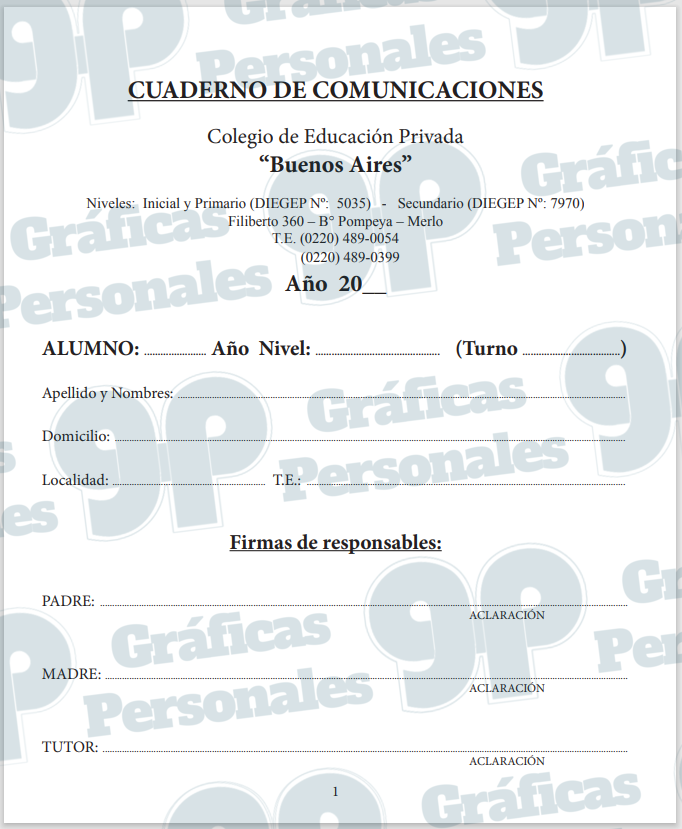 CUADERNO DE COMUNICACIONES
Colegio de Educación Privada
“Buenos Aires”
Niveles: Inicial y Primario (DIEGEP Nº: 5035) - Secundario (DIEGEP Nº: 7970)
Filiberto 360 – B° Pompeya – Merlo
T.E. (0220) 489-0054
(0220) 489-0399
Año 20__
ALUMNO: ...................... Año Nivel: ............................................ (Turno ...................................)
Apellido y Nombres: ................................................................................
Domicilio: ................................................................................
Localidad: ...................................................... T.E.: ................................................................................
Firmas de responsables:
PADRE: ................................................................................
ACLARACIÓN
MADRE: ................................................................................
ACLARACIÓN
TUTOR: ................................................................................
ACLARACIÓN
1
gp Gráficas
Personales